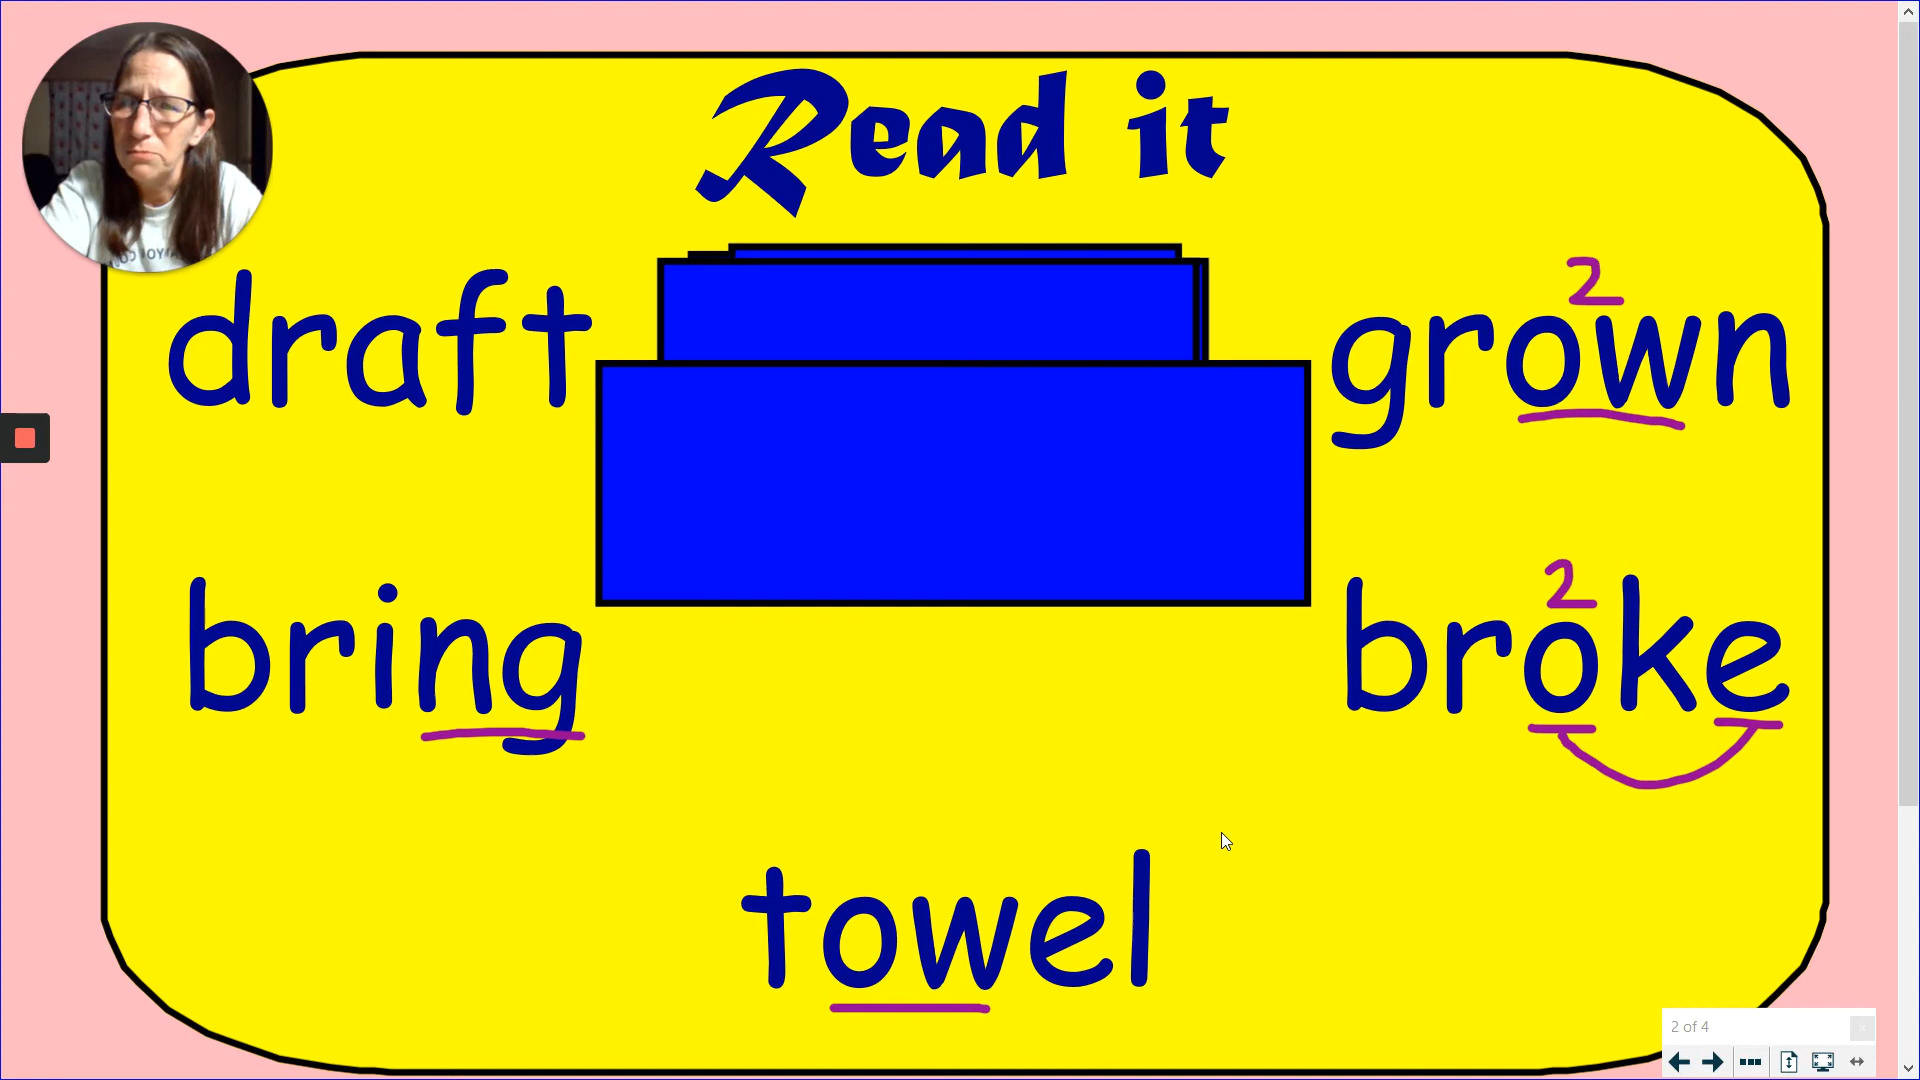 Read it
2
draft grown
2
bring broke
towel
2 of 4